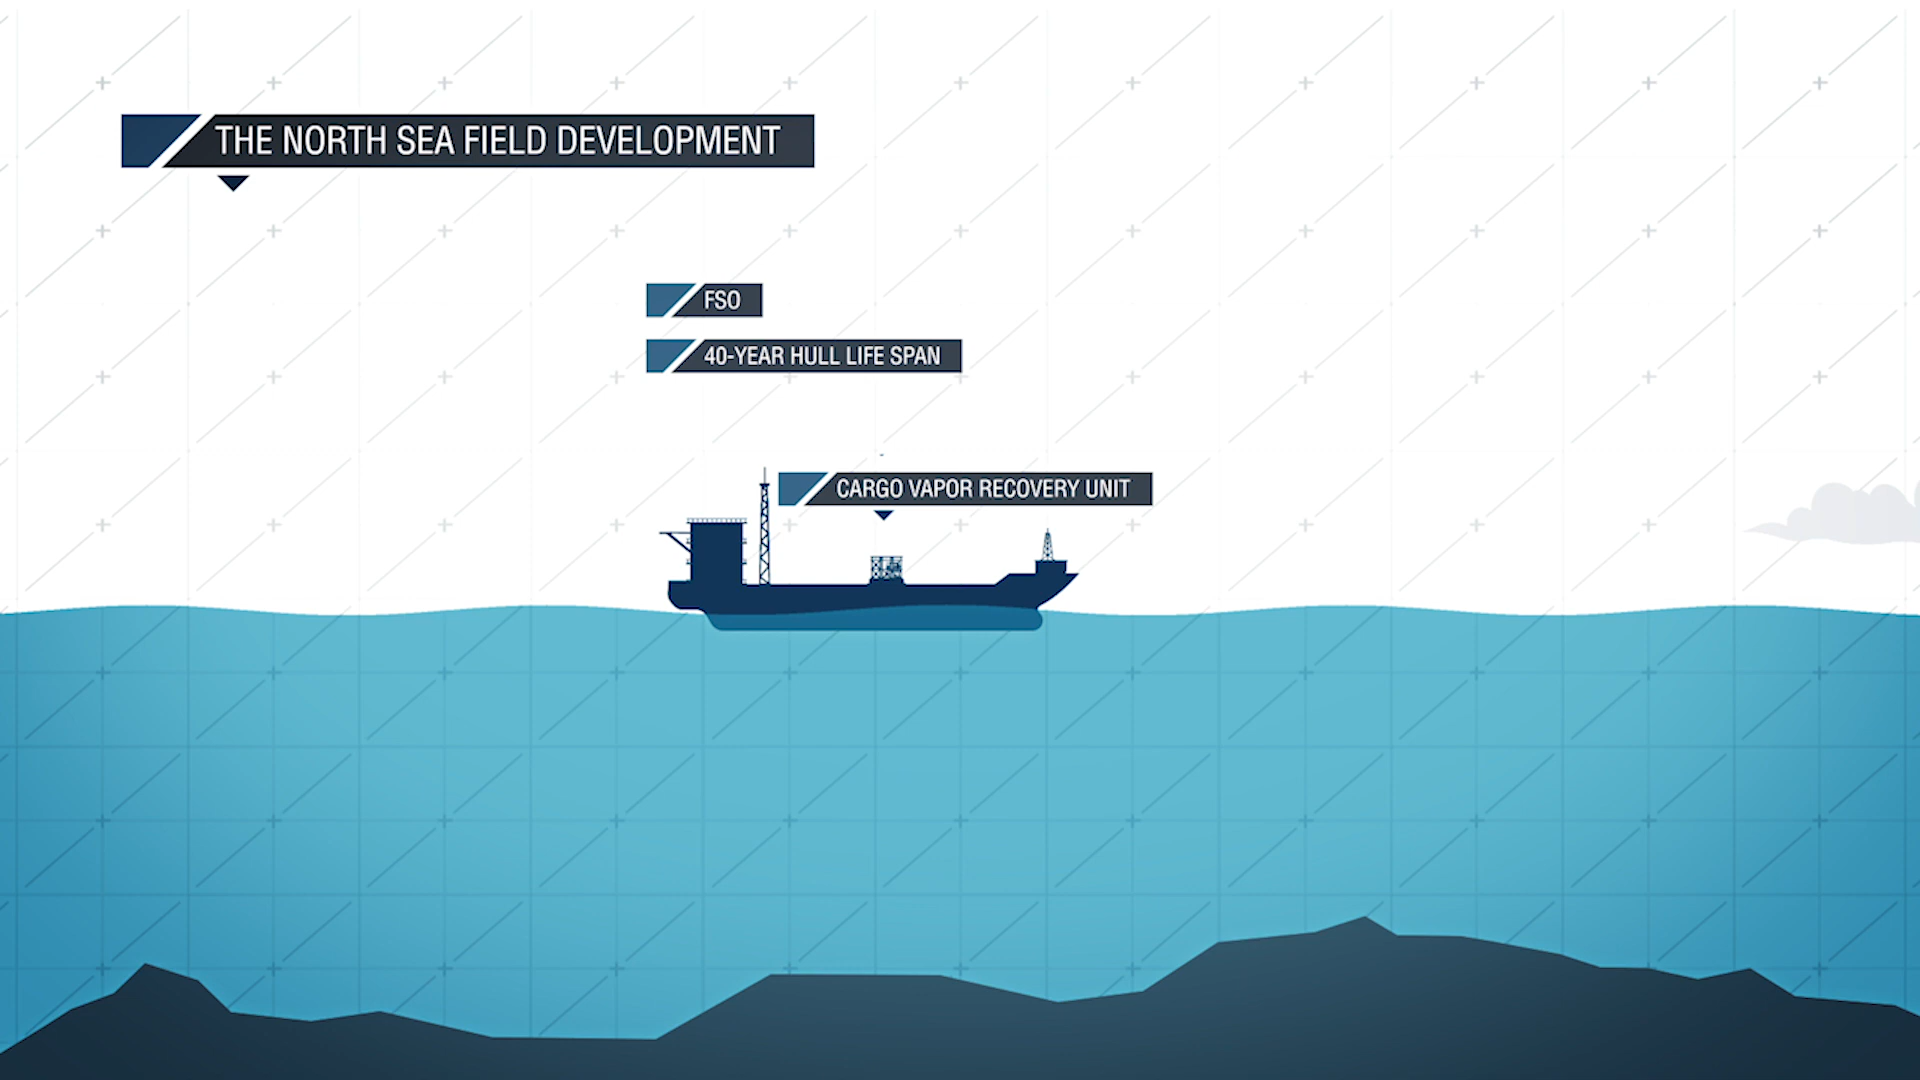 THE NORTH SEA FIELD DEVELOPMENT
FSO
40-YEAR HULL LIFE SPAN
CARGO VAPOR RECOVERY UNIT